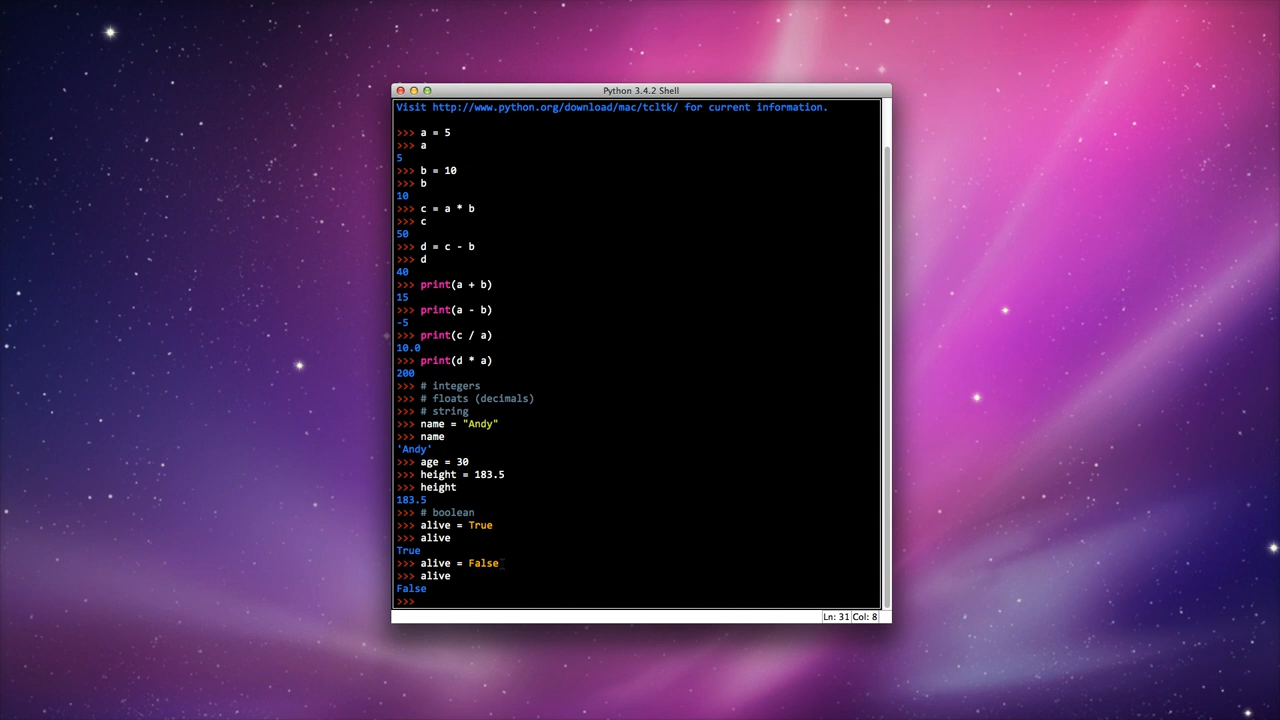 Python 3.4.2 Shell
Visit http://www.python.org/download/mac/tcltk/ for current information.
>>> a = 5
>>> a
5
>>> b = 10
>>> b
10
>>> c = a * b
>>> c
50
>>> d = c - b
>>> d
40
>>> print(a + b)
15
>>> print(a - b)
-5
>>> print(c / a)
10.0
>>> print(d * a)
200
>>> # integers
>>> # floats (decimals)
>>> # string
>>> name = "Andy"
>>> name
'Andy'
>>> age = 30
>>> height = 183.5
>>> height
183.5
>>> # boolean
>>> alive = True
>>> alive
True
>>> alive = False
>>> alive
False
>>>
Ln: 31 Col: 8